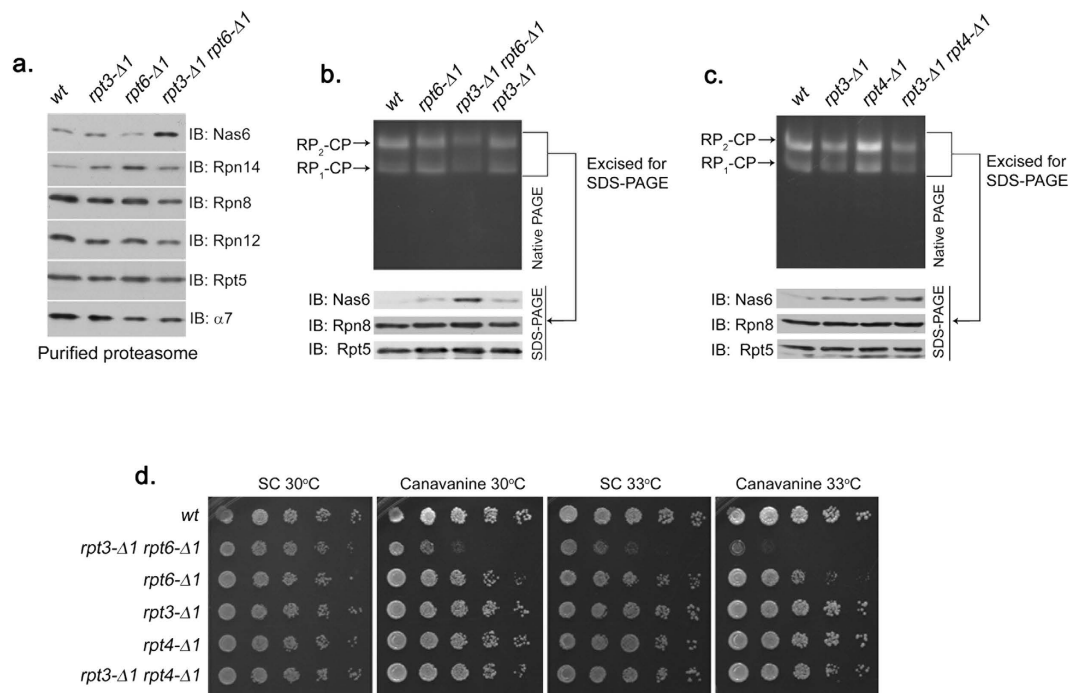 a.
wt
rpt3-Δ1
rpt6-Δ1
rpt3-Δ1 rpt6-Δ1
IB: Nas6
IB: Rpn14
IB: Rpn8
IB: Rpn12
IB: Rpt5
IB: α7
Purified proteasome
b.
wt
rpt6-Δ1
rpt3-Δ1 rpt6-Δ1
rpt3-Δ1
RP₂-CP
RP₁-CP
Native PAGE
Excised for
SDS-PAGE
IB: Nas6
IB: Rpn8
IB: Rpt5
SDS-PAGE
c.
wt
rpt3-Δ1
rpt4-Δ1
rpt3-Δ1 rpt4-Δ1
RP₂-CP
RP₁-CP
Native PAGE
Excised for
SDS-PAGE
IB: Nas6
IB: Rpn8
IB: Rpt5
SDS-PAGE
d.
SC 30°C
Canavanine 30°C
SC 33°C
Canavanine 33°C
wt
rpt3-Δ1 rpt6-Δ1
rpt6-Δ1
rpt3-Δ1
rpt4-Δ1
rpt3-Δ1 rpt4-Δ1